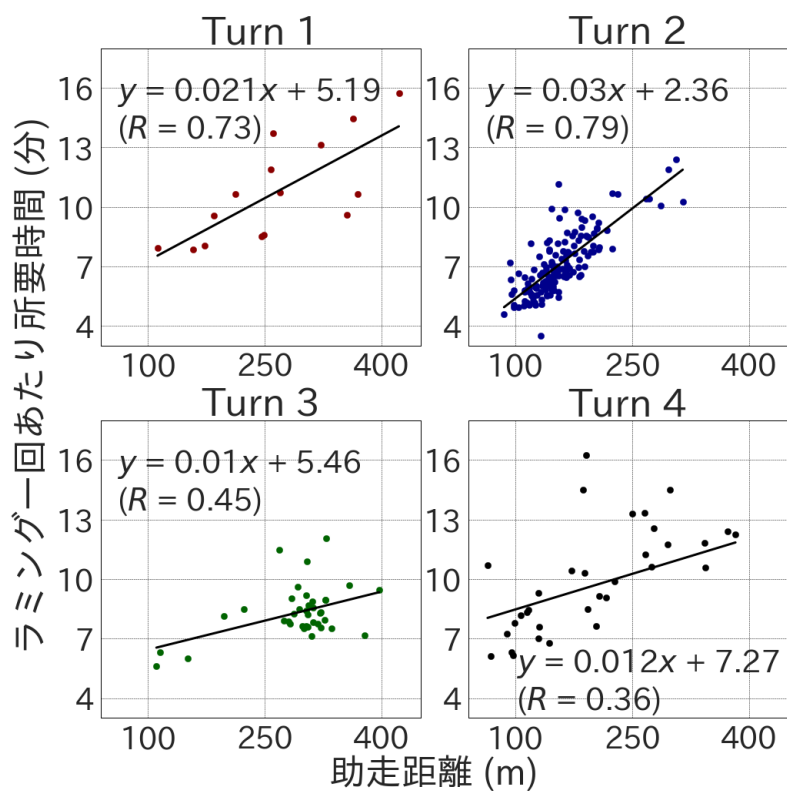 Turn 1
Turn 2
y = 0.021x + 5.19
(R = 0.73)
y = 0.03x + 2.36
(R = 0.79)
16
13
10
7
4
16
13
10
7
4
100 250 400
100 250 400
Turn 3
Turn 4
y = 0.01x + 5.46
(R = 0.45)
16
13
10
7
4
16
13
10
7
4
y = 0.012x + 7.27
(R = 0.36)
100 250 400
100 250 400
ラミング一回あたり所要時間 (分)
助走距離 (m)